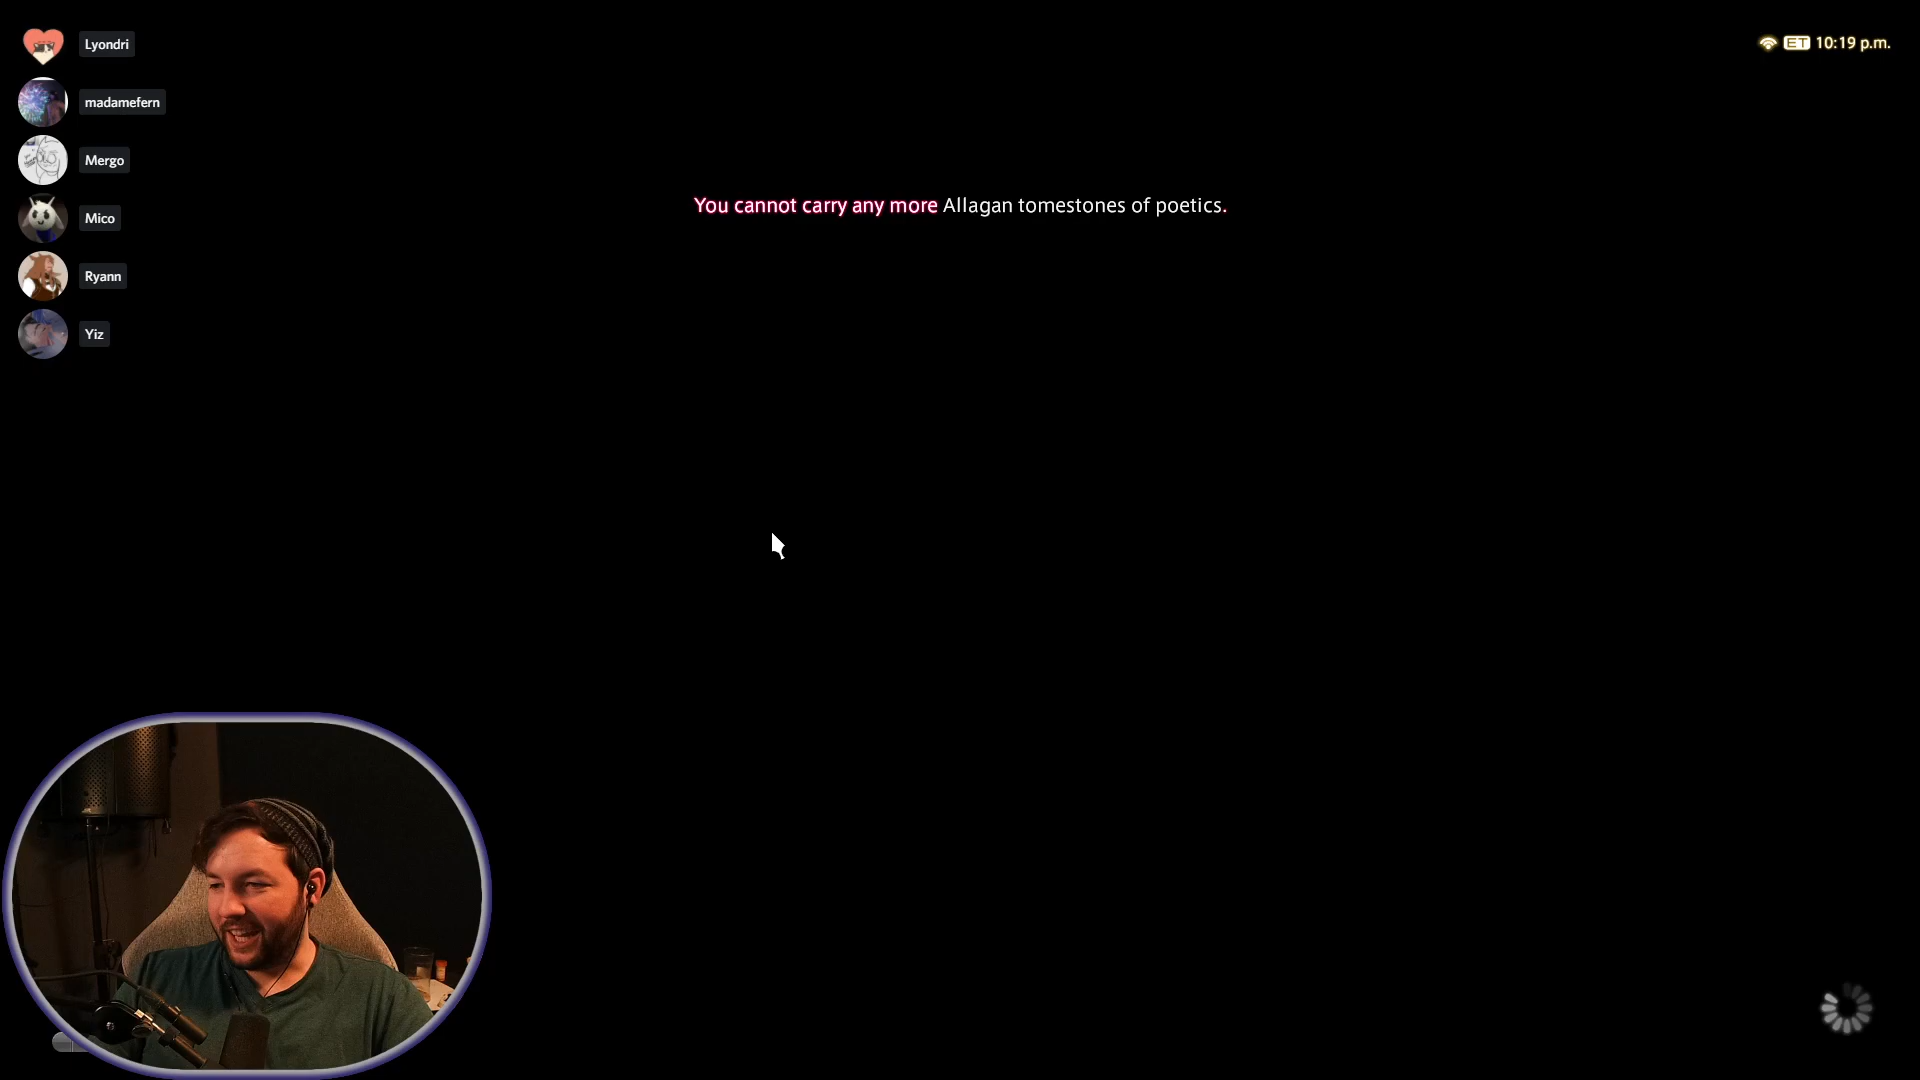 Lyondri
ET 10:19 p.m.
madamefern
Mergo
You cannot carry any more Allagan tomestones of poetics.
Mico
Ryann
Yiz